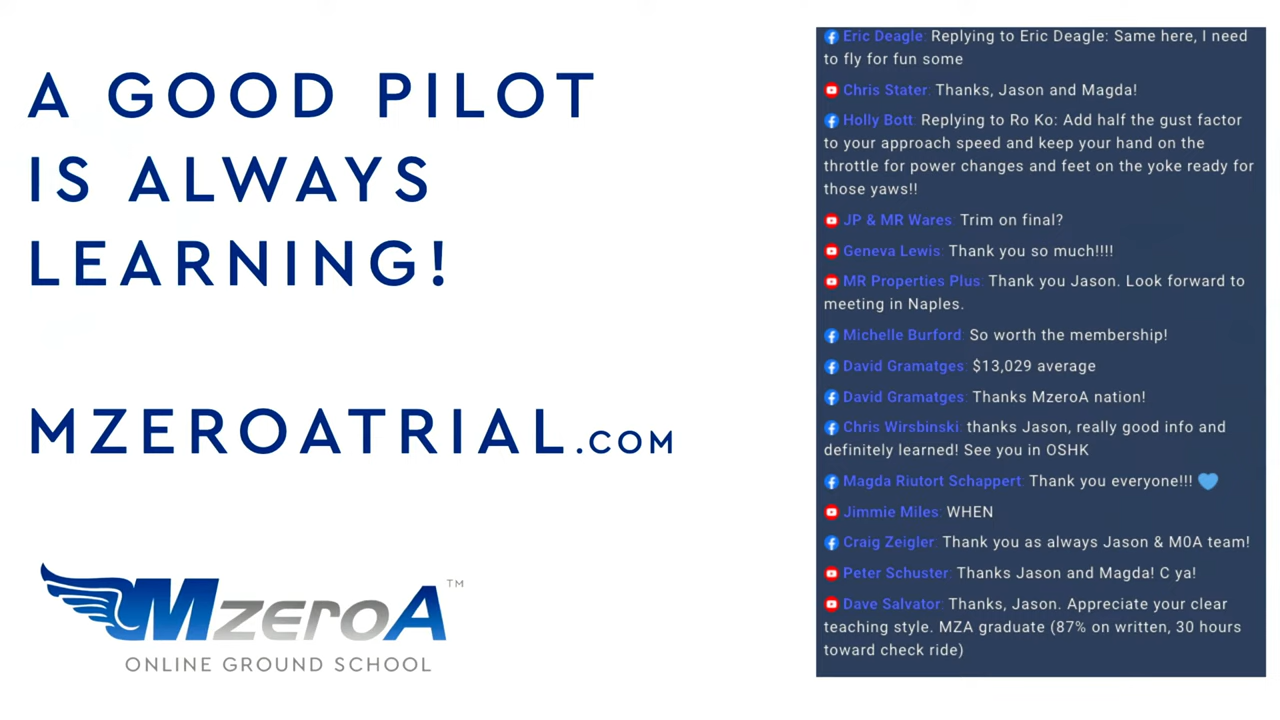 A GOOD PILOT
IS ALWAYS
LEARNING!
MZEROATRIAL.COM
MzeroA™
ONLINE GROUND SCHOOL
Eric Deagle: Replying to Eric Deagle: Same here, I need
to fly for fun some
Chris Stater: Thanks, Jason and Magda!
Holly Bott: Replying to Ro Ko: Add half the gust factor
to your approach speed and keep your hand on the
throttle for power changes and feet on the yoke ready for
those yaws!!
JP & MR Wares: Trim on final?
Geneva Lewis: Thank you so much!!!!
MR Properties Plus: Thank you Jason. Look forward to
meeting in Naples.
Michelle Burford: So worth the membership!
David Gramatges: $13,029 average
David Gramatges: Thanks MzeroA nation!
Chris Wirsbinski: thanks Jason, really good info and
definitely learned! See you in OSHK
Magda Riutort Schappert: Thank you everyone!!! 💙
Jimmie Miles: WHEN
Craig Zeigler: Thank you as always Jason & M0A team!
Peter Schuster: Thanks Jason and Magda! C ya!
Dave Salvator: Thanks, Jason. Appreciate your clear
teaching style. MZA graduate (87% on written, 30 hours
toward check ride)